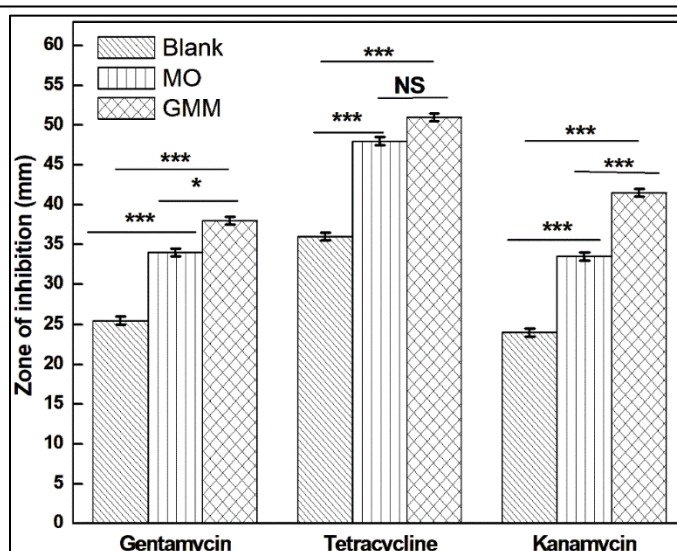 Zone of inhibition (mm)
60
55
50
45
40
35
30
25
20
15
10
5
0
Blank
MO
GMM
***
***
*
***
***
NS
***
***
***
Gentamycin
Tetracycline
Kanamycin